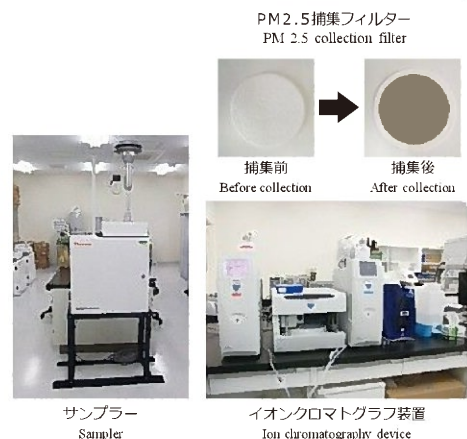 PM2.5捕集フィルター
PM 2.5 collection filter
捕集前
Before collection
捕集後
After collection
サンプラー
Sampler
イオンクロマトグラフ装置
Ion chromatography device